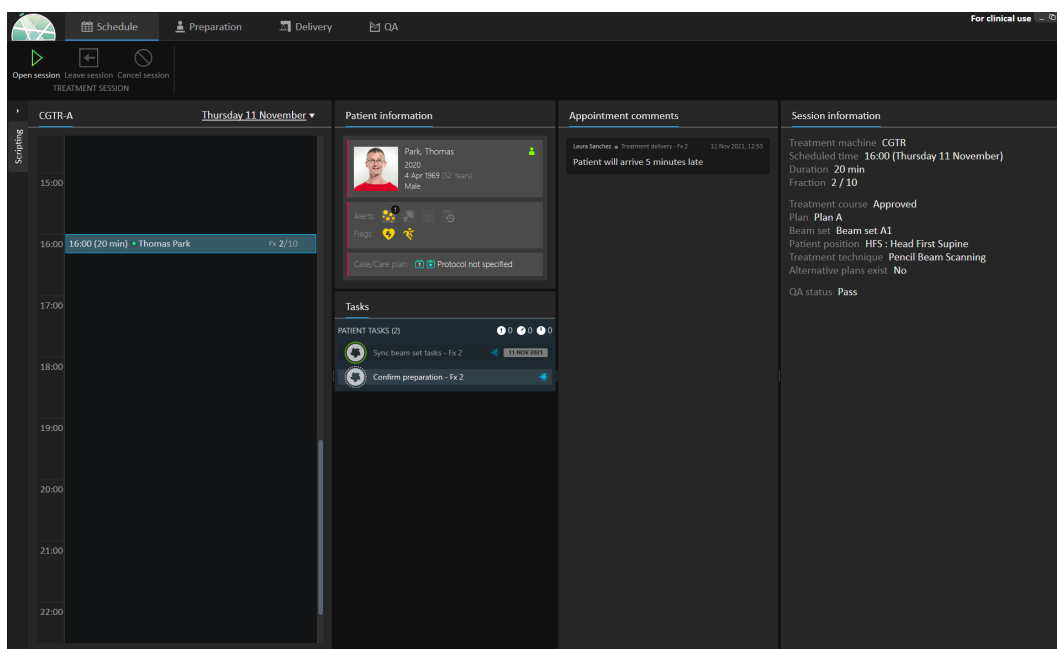 Schedule
Preparation
Delivery
QA
For clinical use
Open session
Leave session
Cancel session
TREATMENT SESSION
Scripting
CGTR-A
Thursday 11 November
15:00
16:00
16:00 (20 min) • Thomas Park
Fx 2/10
17:00
18:00
19:00
20:00
21:00
22:00
Patient information
Park, Thomas
2020
4 Apr 1969 (52 Years)
Male
Alerts:
1
Flags:
Case/Care plan:
1
Protocol not specified
Tasks
PATIENT TASKS (2)
0
0
0
Sync beam set tasks - Fx 2
11 NOV 2021
Confirm preparation - Fx 2
Appointment comments
Laura Sanchez • Treatment delivery - Fx 2
11 Nov 2021, 12:53
Patient will arrive 5 minutes late
Session information
Treatment machine CGTR
Scheduled time 16:00 (Thursday 11 November)
Duration 20 min
Fraction 2 / 10
Treatment course Approved
Plan Plan A
Beam set Beam set A1
Patient position HFS : Head First Supine
Treatment technique Pencil Beam Scanning
Alternative plans exist No
QA status Pass